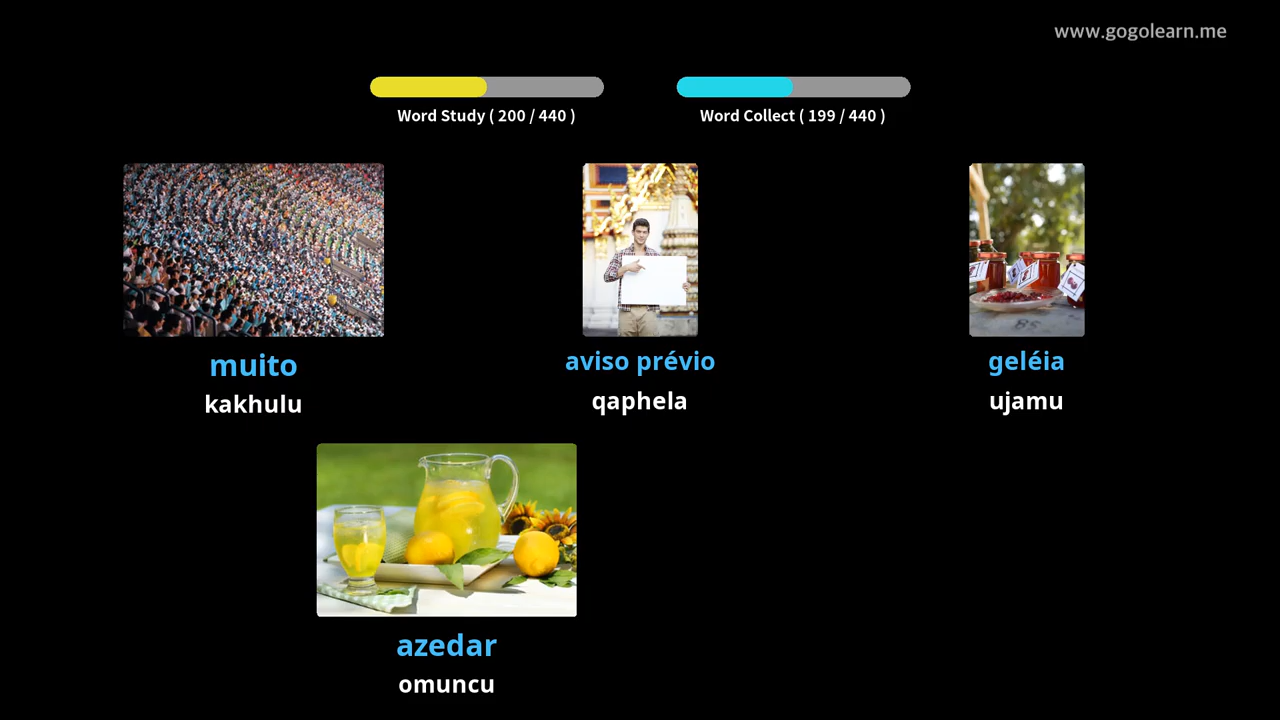 www.gogolearn.me
Word Study ( 200 / 440 )
Word Collect ( 199 / 440 )
muito
kakhulu
aviso prévio
qaphela
geléia
ujamu
azedar
omuncu